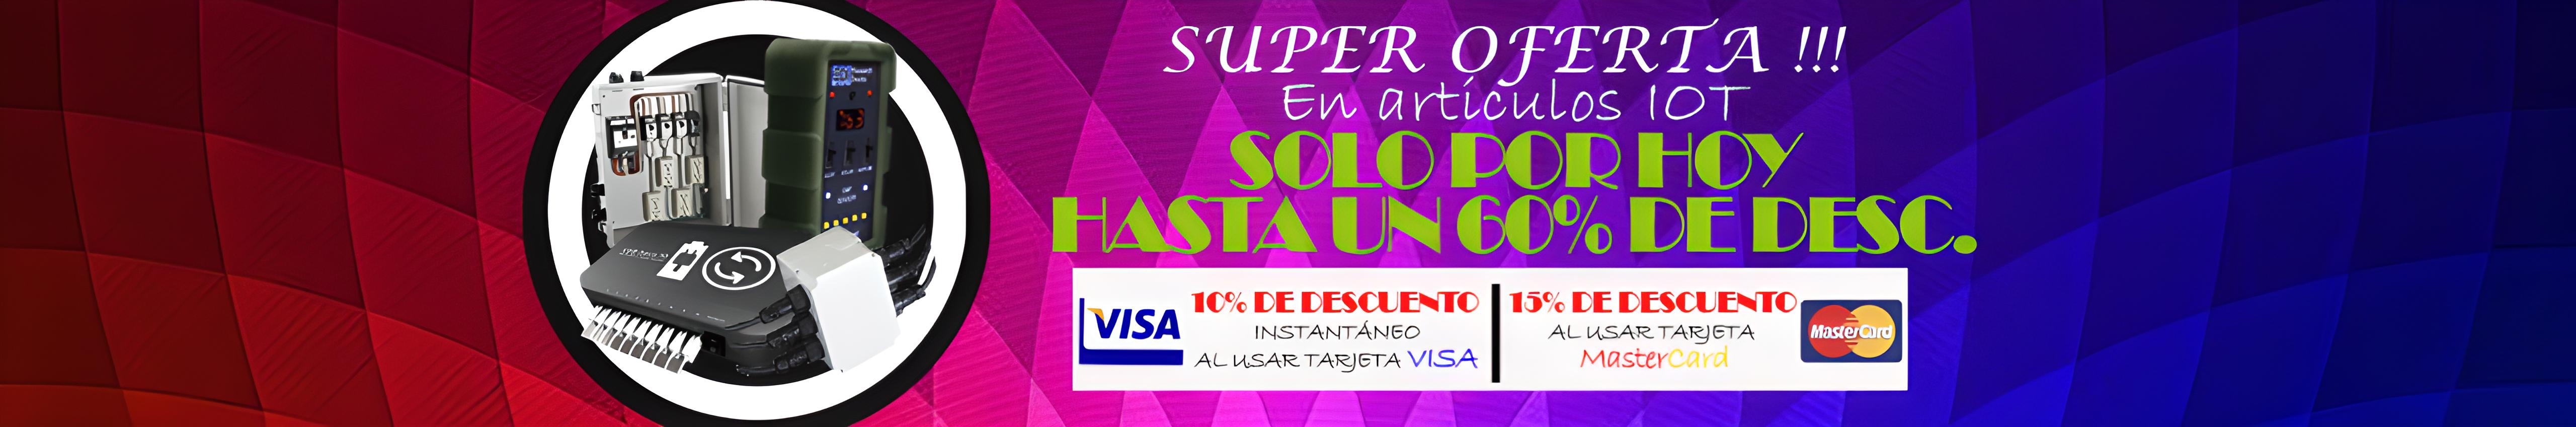 SUPER OFERTA !!!
En artículos IOT
SOLO POR HOY
HASTA UN 60% DE DESC.
VISA
10% DE DESCUENTO
INSTANTÁNEO
AL USAR TARJETA VISA
15% DE DESCUENTO
AL USAR TARJETA
MasterCard
MasterCard